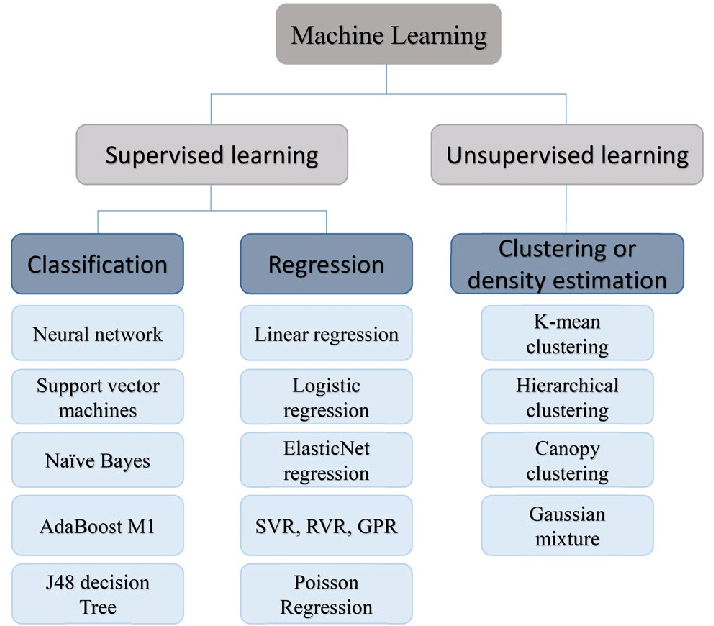 Machine Learning
Supervised learning
Unsupervised learning
Classification
Regression
Clustering or
density estimation
Neural network
Support vector
machines
Naïve Bayes
AdaBoost M1
J48 decision
Tree
Linear regression
Logistic
regression
ElasticNet
regression
SVR, RVR, GPR
Poisson
Regression
K-mean
clustering
Hierarchical
clustering
Canopy
clustering
Gaussian
mixture